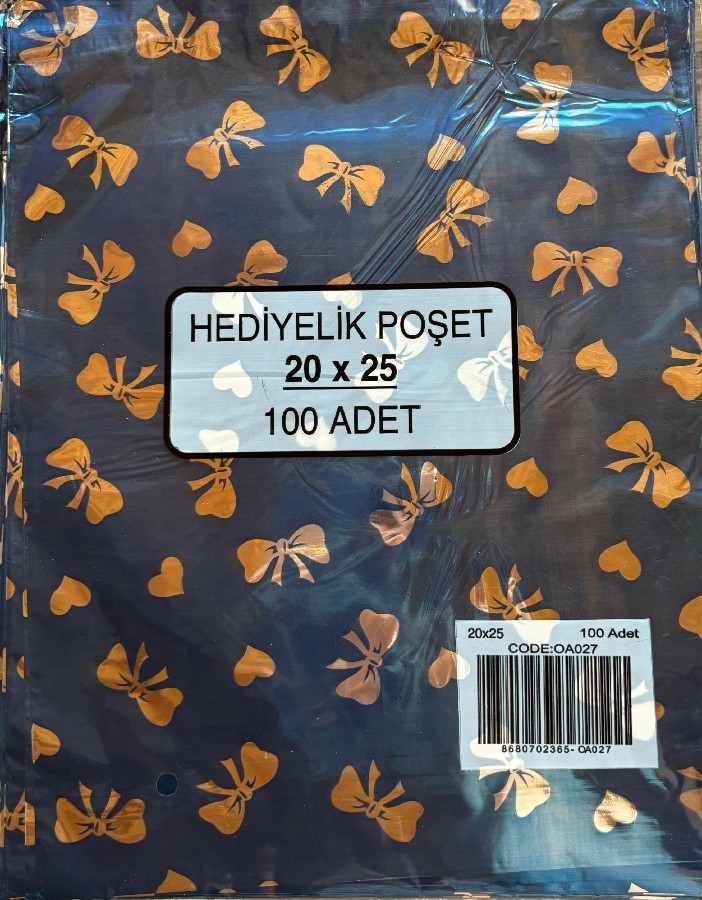 HEDİYELİK POŞET
20 x 25
100 ADET
20x25 100 Adet
CODE:OA027
8680702365-OA027